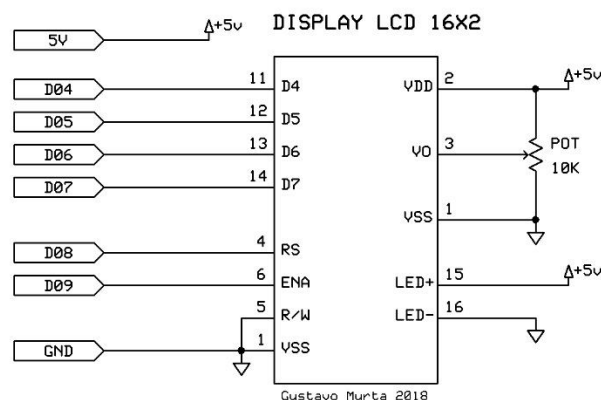 DISPLAY LCD 16X2
5V
+5v
D04 11 D4
D05 12 D5
D06 13 D6
D07 14 D7
D08 4 RS
D09 6 ENA
5 R/W
GND 1 VSS
VDD 2 +5v
VO 3 POT
10K
VSS 1
LED+ 15 +5v
LED- 16
Gustavo Murta 2018